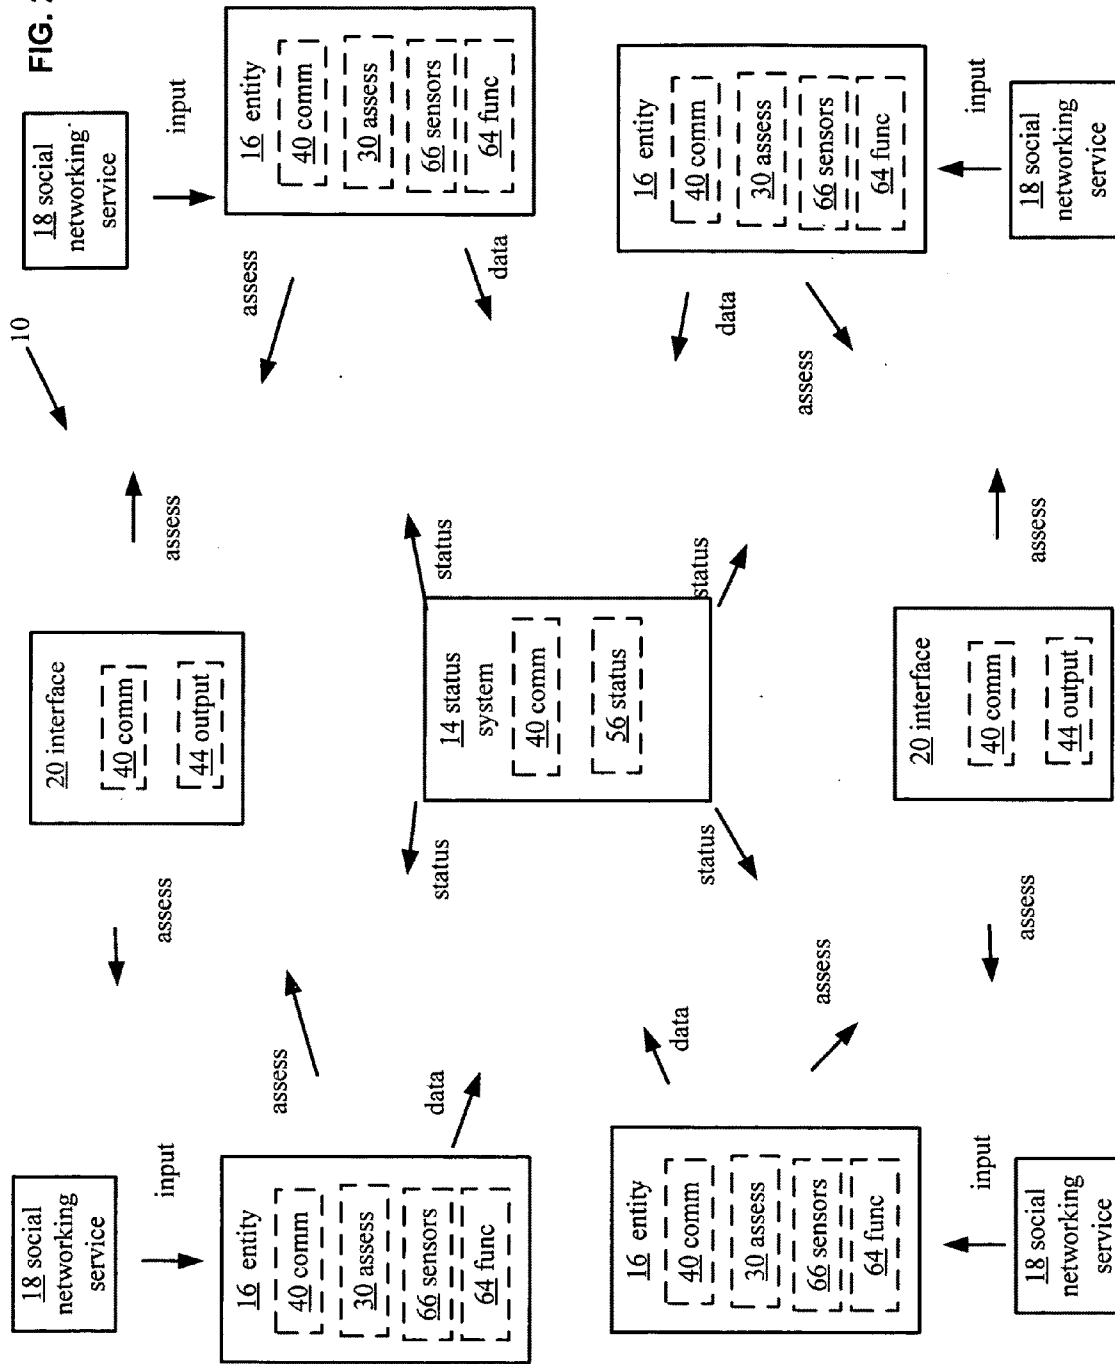 FIG.
10
18 social
networking
service
input
16 entity
40 comm
30 assess
66 sensors
64 func
assess
data
assess
20 interface
40 comm
44 output
assess
18 social
networking
service
input
16 entity
40 comm
30 assess
66 sensors
64 func
assess
data
status
status
14 status
system
40 comm
56 status
status
status
data
assess
16 entity
40 comm
30 assess
66 sensors
64 func
input
18 social
networking
service
assess
20 interface
40 comm
44 output
assess
data
assess
16 entity
40 comm
30 assess
66 sensors
64 func
input
18 social
networking
service